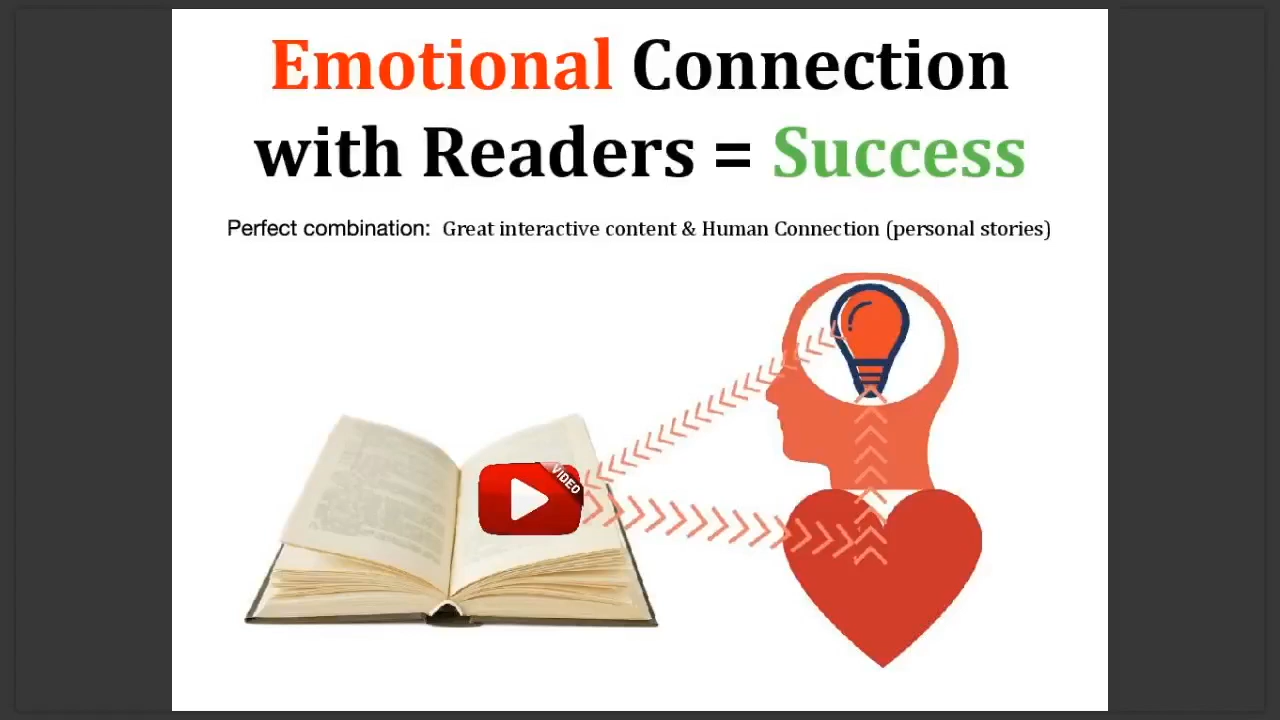 Emotional Connection
with Readers = Success
Perfect combination: Great interactive content & Human Connection (personal stories)
VIDEO